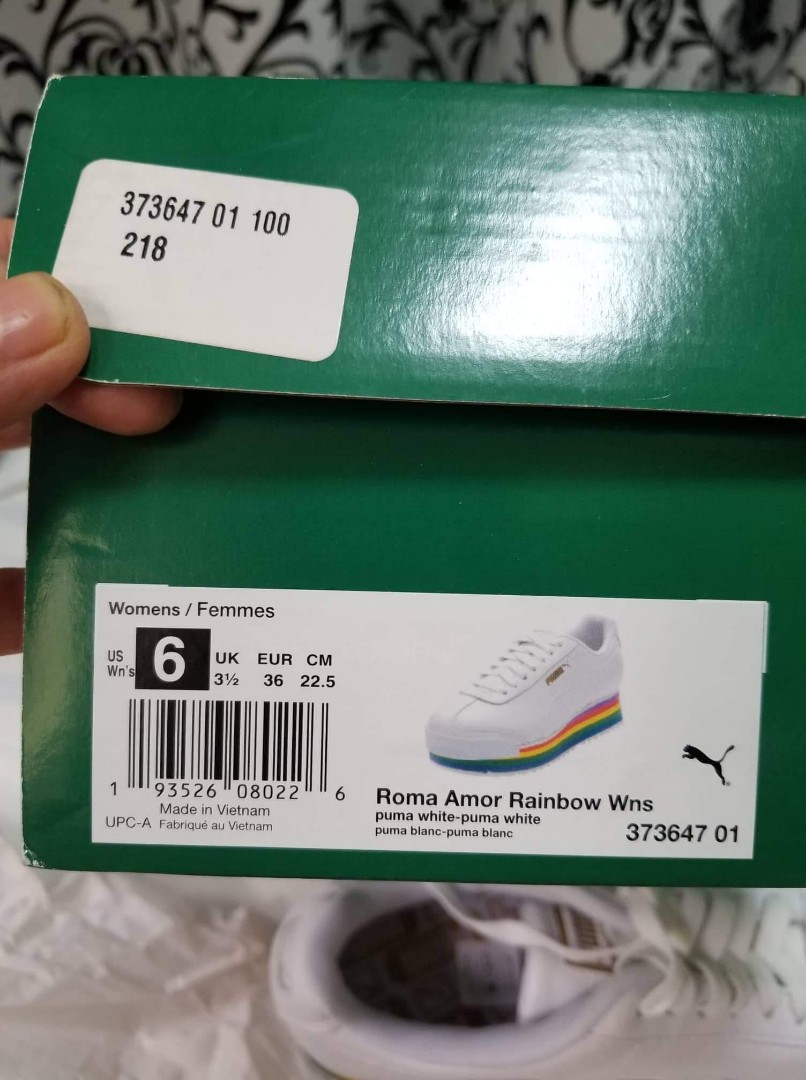 373647 01 100
218
Womens / Femmes
US
Wn's
6
UK EUR CM
3½ 36 22.5
PUMA
1 93526 08022 6
Made in Vietnam
UPC-A Fabriqué au Vietnam
Roma Amor Rainbow Wns
puma white-puma white
puma blanc-puma blanc
373647 01